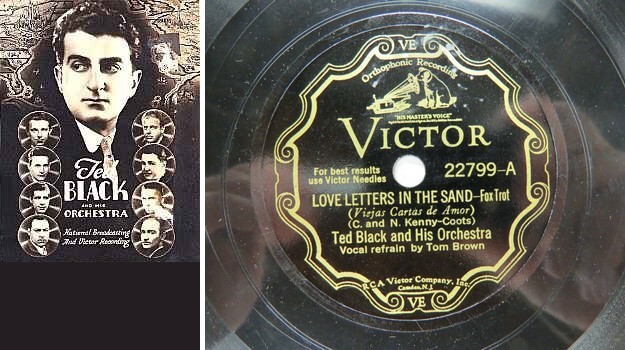 Ted
BLACK
AND HIS
ORCHESTRA
National Broadcasting
And Victor Recording
VE
Orthophonic Recording
"HIS MASTER'S VOICE"
VICTOR
For best results
use Victor Needles
22799-A
LOVE LETTERS IN THE SAND-Fox Trot
(Viejas Cartas de Amor)
(C. and N. Kenny-Coots)
Ted Black and His Orchestra
Vocal refrain by Tom Brown
RCA Victor Company, Inc.
Camden, N.J.
VE